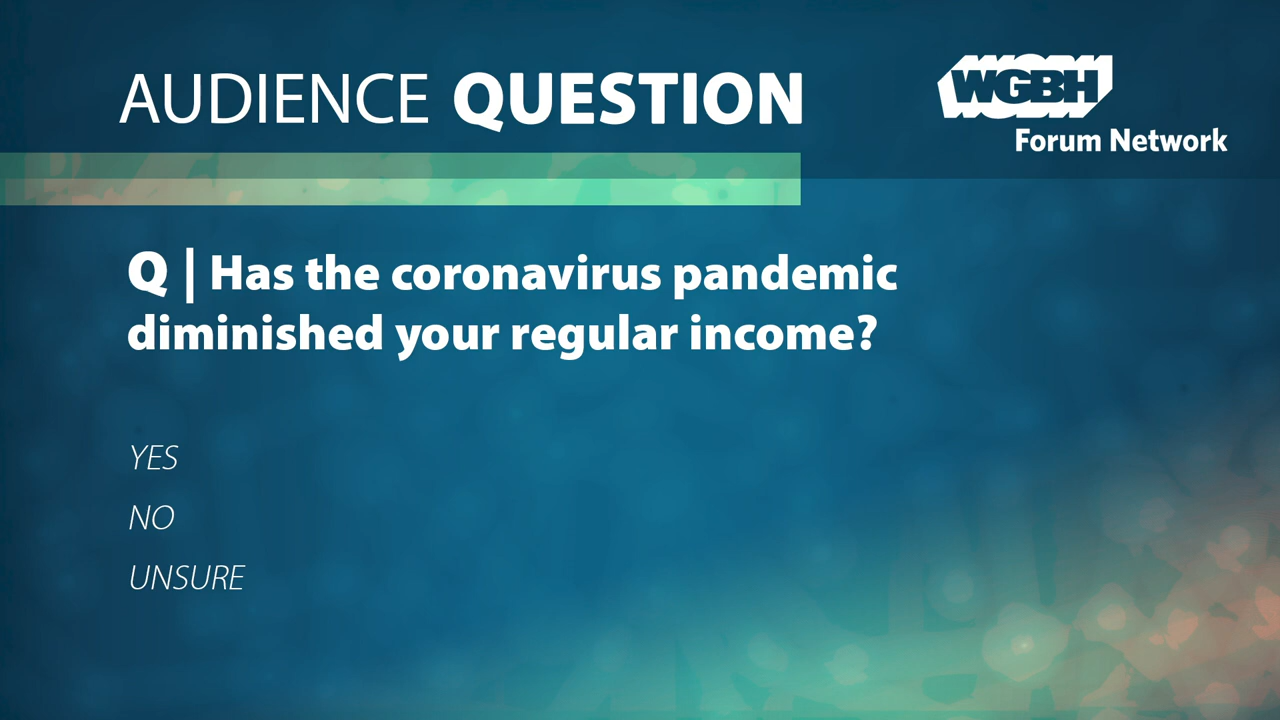 AUDIENCE QUESTION
WGBH
Forum Network
Q | Has the coronavirus pandemic
diminished your regular income?
YES
NO
UNSURE